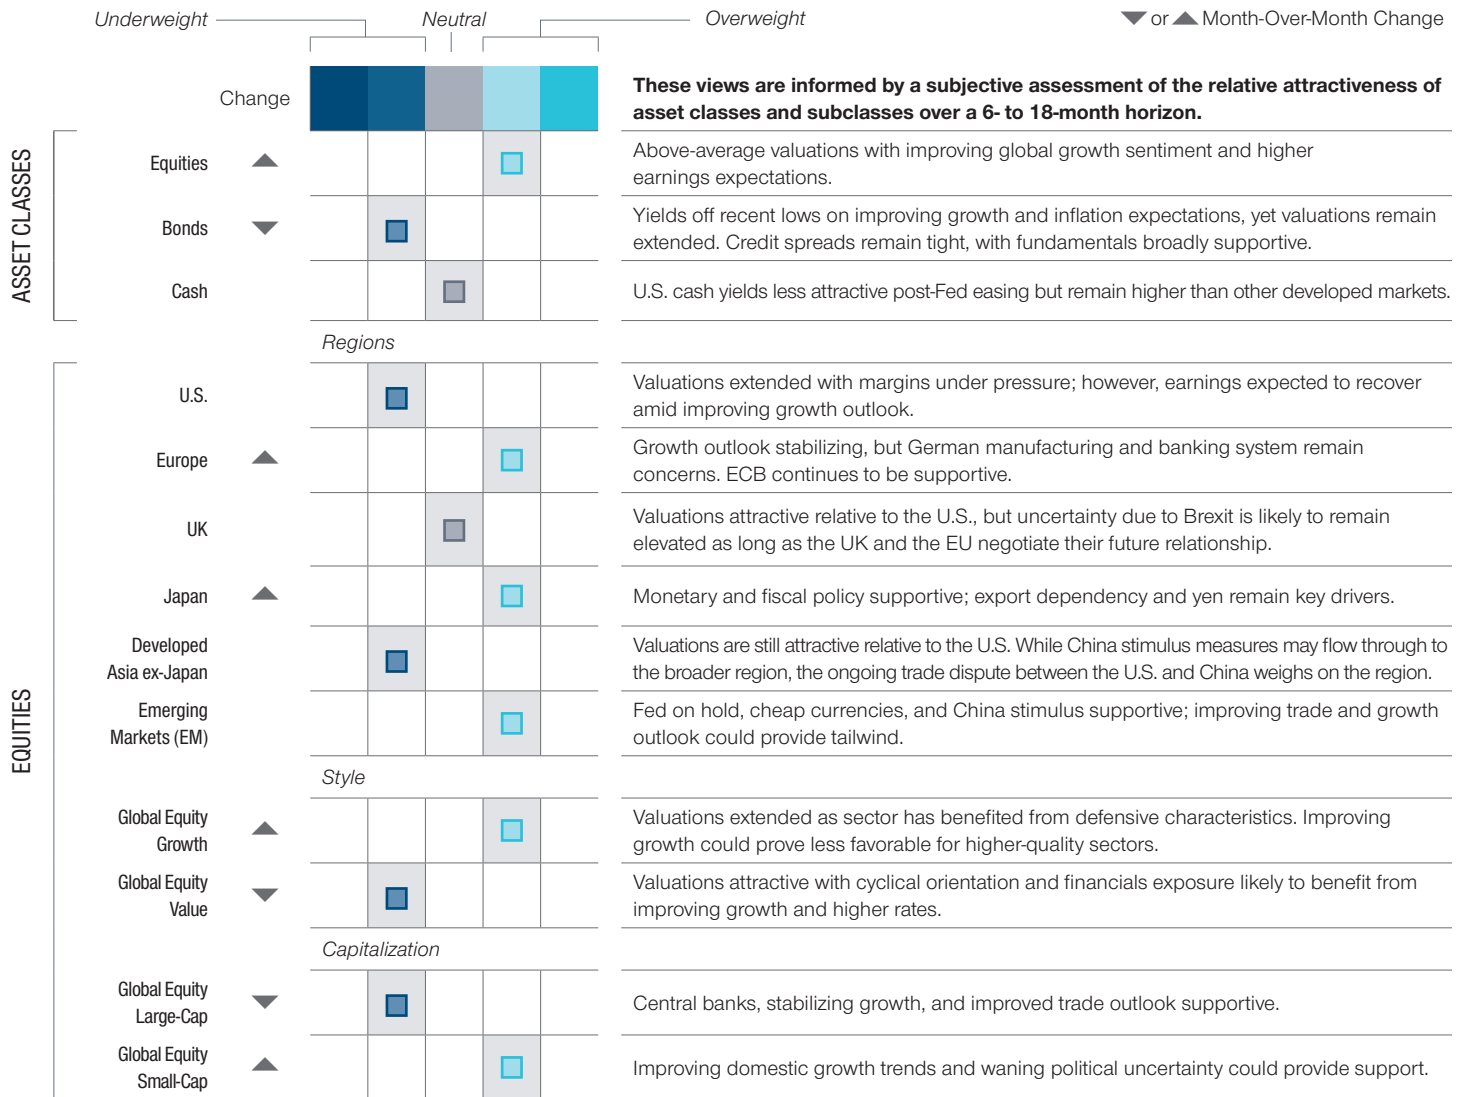 Underweight
Neutral
Overweight
▼ or ▲ Month-Over-Month Change
Change
These views are informed by a subjective assessment of the relative attractiveness of
asset classes and subclasses over a 6- to 18-month horizon.
ASSET CLASSES
Equities ▲
Above-average valuations with improving global growth sentiment and higher
earnings expectations.
Bonds ▼
Yields off recent lows on improving growth and inflation expectations, yet valuations remain
extended. Credit spreads remain tight, with fundamentals broadly supportive.
Cash
U.S. cash yields less attractive post-Fed easing but remain higher than other developed markets.
EQUITIES
Regions
U.S.
Valuations extended with margins under pressure; however, earnings expected to recover
amid improving growth outlook.
Europe ▲
Growth outlook stabilizing, but German manufacturing and banking system remain
concerns. ECB continues to be supportive.
UK
Valuations attractive relative to the U.S., but uncertainty due to Brexit is likely to remain
elevated as long as the UK and the EU negotiate their future relationship.
Japan ▲
Monetary and fiscal policy supportive; export dependency and yen remain key drivers.
Developed
Asia ex-Japan
Valuations are still attractive relative to the U.S. While China stimulus measures may flow through to
the broader region, the ongoing trade dispute between the U.S. and China weighs on the region.
Emerging
Markets (EM)
Fed on hold, cheap currencies, and China stimulus supportive; improving trade and growth
outlook could provide tailwind.
Style
Global Equity
Growth ▲
Valuations extended as sector has benefited from defensive characteristics. Improving
growth could prove less favorable for higher-quality sectors.
Global Equity
Value ▼
Valuations attractive with cyclical orientation and financials exposure likely to benefit from
improving growth and higher rates.
Capitalization
Global Equity
Large-Cap ▼
Central banks, stabilizing growth, and improved trade outlook supportive.
Global Equity
Small-Cap ▲
Improving domestic growth trends and waning political uncertainty could provide support.